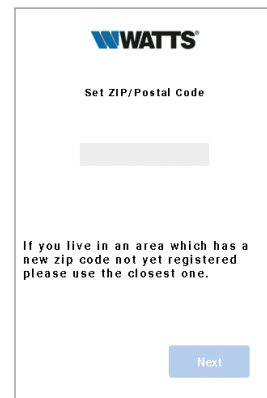 WATTS®
Set ZIP/Postal Code
If you live in an area which has a
new zip code not yet registered
please use the closest one.
Next